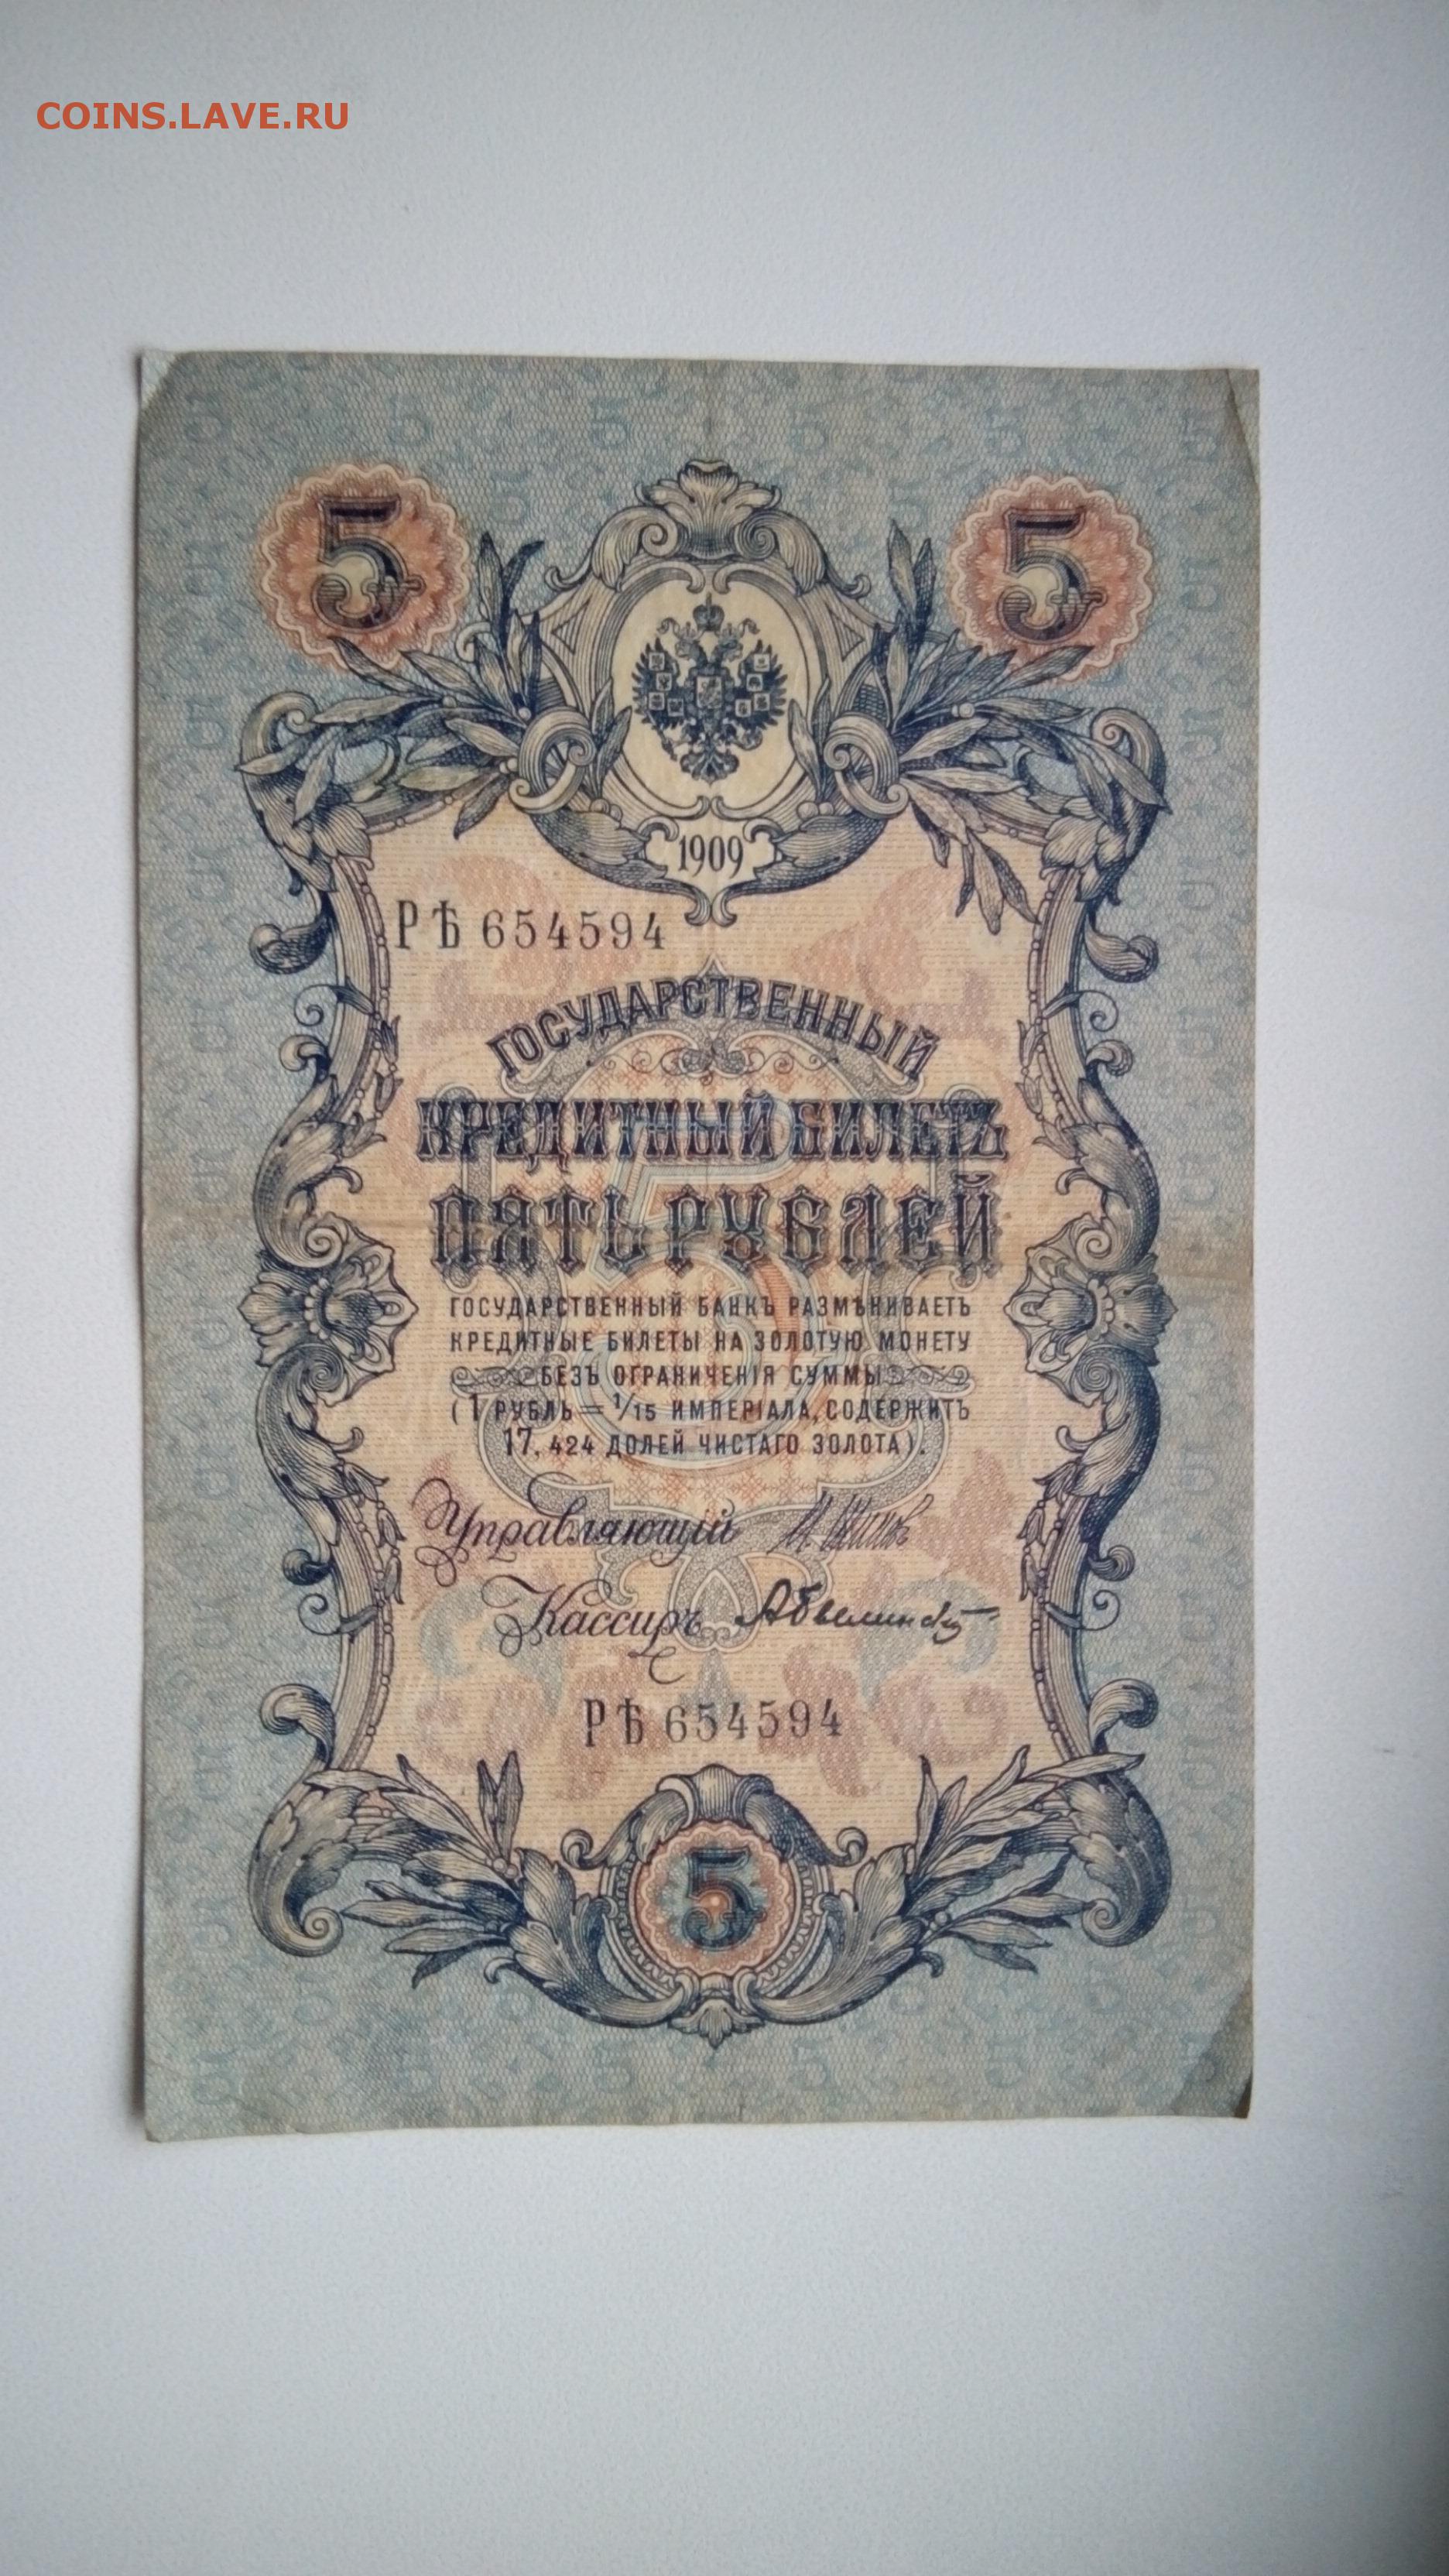 COINS.LAVE.RU
5 5
1909
РѢ 654594
ГОСУДАРСТВЕННЫЙ
КРЕДИТНЫЙ БИЛЕТЪ
ПЯТЬ РУБЛЕЙ
ГОСУДАРСТВЕННЫЙ БАНКЪ РАЗМѢНИВАЕТЪ
КРЕДИТНЫЕ БИЛЕТЫ НА ЗОЛОТУЮ МОНЕТУ
БЕЗЪ ОГРАНИЧЕНІЯ СУММЫ
(1 РУБЛЬ = 1/15 ИМПЕРІАЛА, СОДЕРЖИТЪ
17,424 ДОЛЕЙ ЧИСТАГО ЗОЛОТА).
Управляющій И. Шипов
Кассиръ
РѢ 654594
5